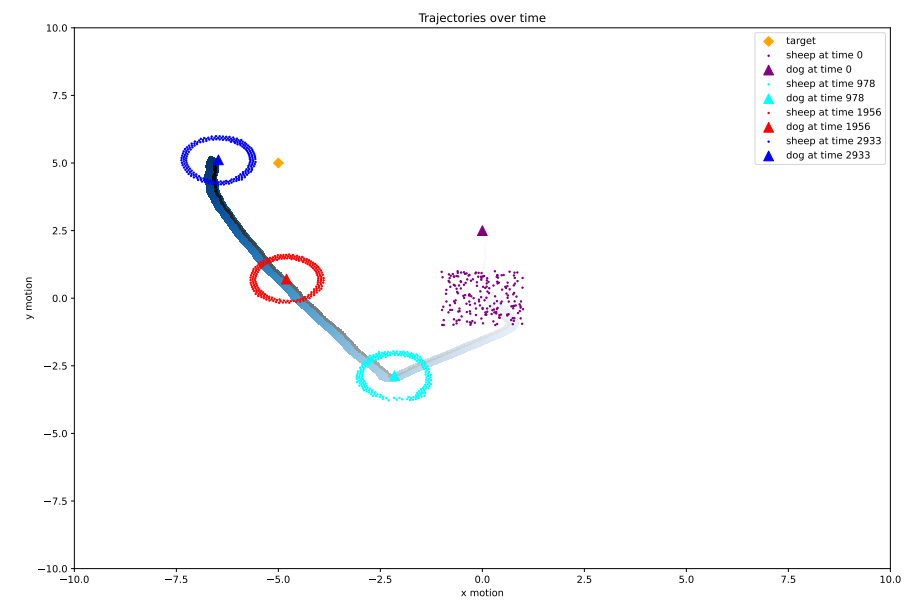 Trajectories over time
target
sheep at time 0
dog at time 0
sheep at time 978
dog at time 978
sheep at time 1956
dog at time 1956
sheep at time 2933
dog at time 2933
10.0
7.5
5.0
2.5
0.0
−2.5
−5.0
−7.5
−10.0
y motion
−10.0 −7.5 −5.0 −2.5 0.0 2.5 5.0 7.5 10.0
x motion